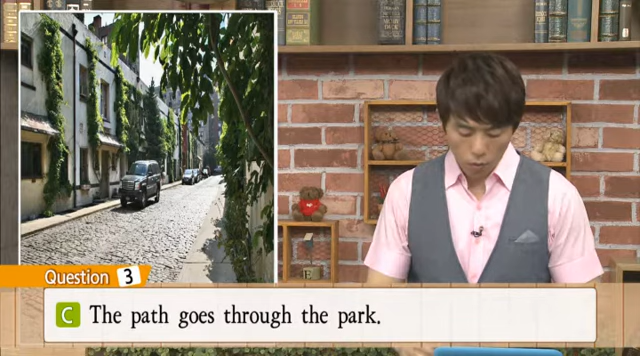 Question 3
C The path goes through the park.